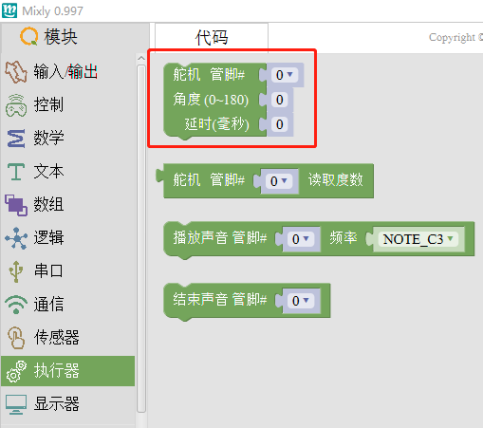 Mixly 0.997
模块
代码
Copyright ©
输入/输出
控制
数学
文本
数组
逻辑
串口
通信
传感器
执行器
显示器
舵机 管脚# 0
角度(0~180) 0
延时(毫秒) 0
舵机 管脚# 0 读取度数
播放声音 管脚# 0 频率 NOTE_C3
结束声音 管脚# 0